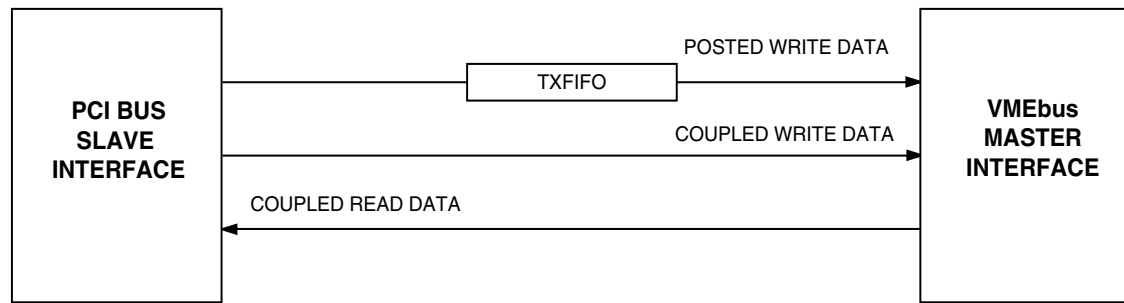 PCI BUS
SLAVE
INTERFACE
POSTED WRITE DATA
TXFIFO
COUPLED WRITE DATA
COUPLED READ DATA
VMEbus
MASTER
INTERFACE